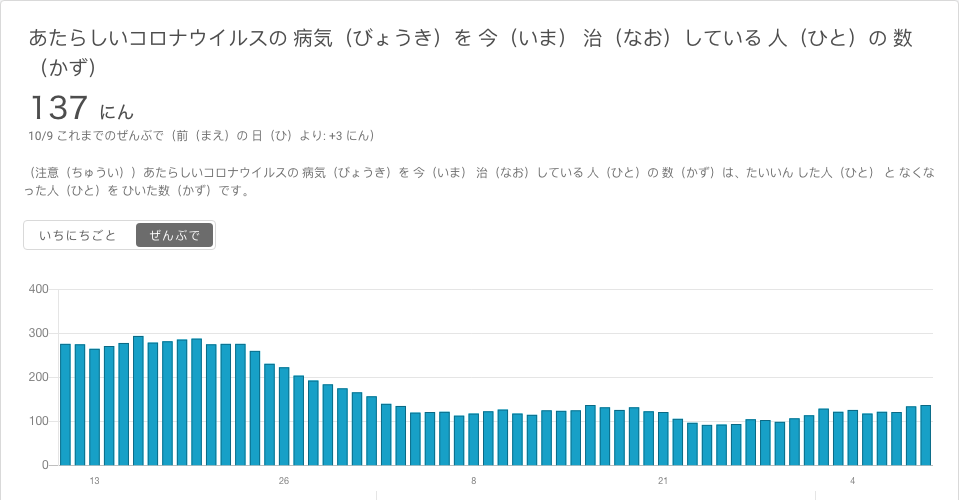 あたらしいコロナウイルスの 病気（びょうき）を 今（いま） 治（なお）している 人（ひと）の 数
（かず）
137 にん
10/9 これまでのぜんぶで（前（まえ）の 日（ひ）より: +3 にん）
（注意（ちゅうい））あたらしいコロナウイルスの 病気（びょうき）を 今（いま） 治（なお）している 人（ひと）の 数（かず）は、たいいん した人（ひと） と なくな
った人（ひと）を ひいた数（かず）です。
いちにちごと ぜんぶで
400
300
200
100
0
13 26 8 21 4